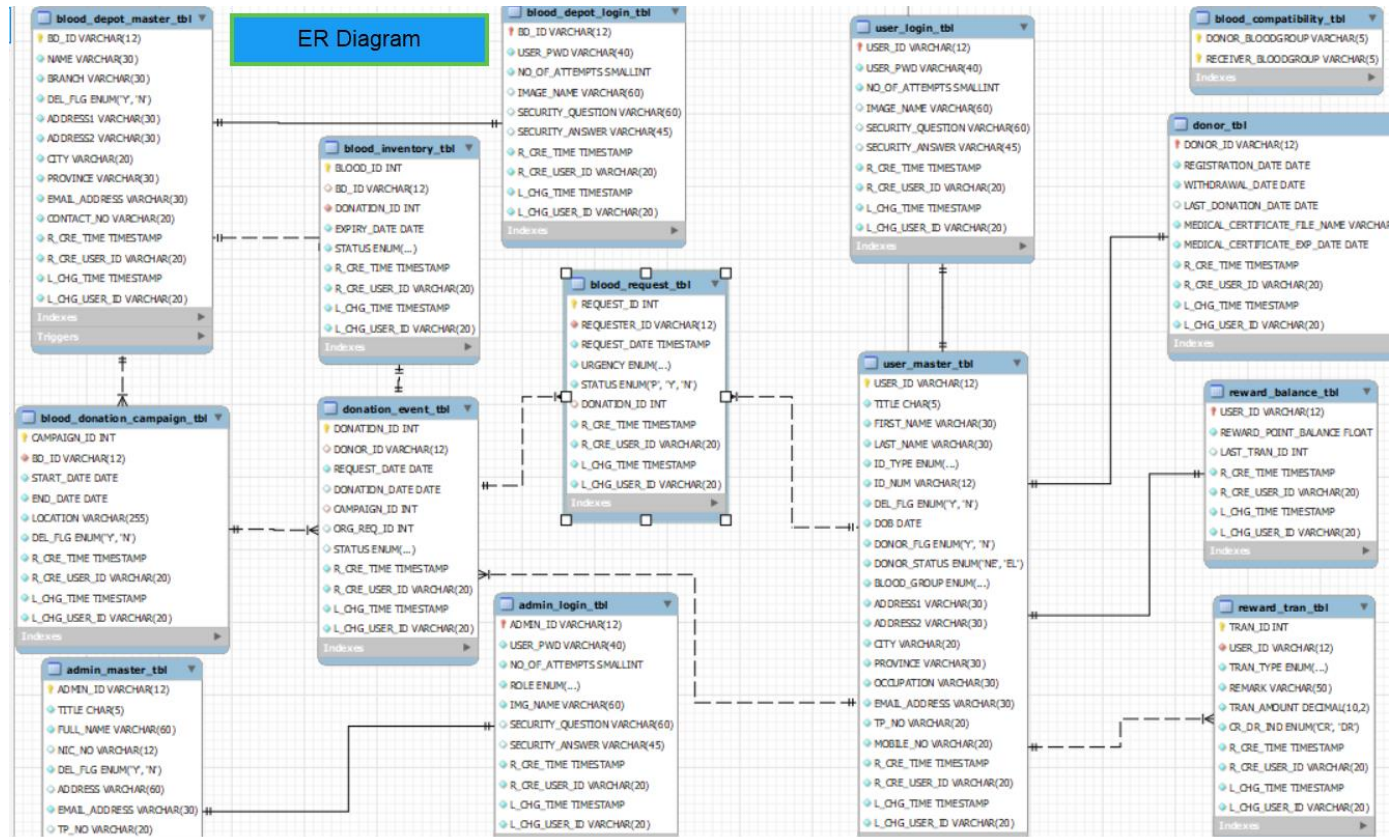 blood_depot_master_tbl
BD_ID VARCHAR(12)
NAME VARCHAR(30)
BRANCH VARCHAR(30)
DEL_FLG ENUM('Y', 'N')
ADDRESS1 VARCHAR(30)
ADDRESS2 VARCHAR(30)
CITY VARCHAR(20)
PROVINCE VARCHAR(30)
EMAIL_ADDRESS VARCHAR(30)
CONTACT_NO VARCHAR(20)
R_CRE_TIME TIMESTAMP
R_CRE_USER_ID VARCHAR(20)
L_CHG_TIME TIMESTAMP
L_CHG_USER_ID VARCHAR(20)
Indexes
Triggers
ER Diagram
blood_depot_login_tbl
BD_ID VARCHAR(12)
USER_PWD VARCHAR(40)
NO_OF_ATTEMPTS SMALLINT
IMAGE_NAME VARCHAR(60)
SECURITY_QUESTION VARCHAR(60)
SECURITY_ANSWER VARCHAR(45)
R_CRE_TIME TIMESTAMP
R_CRE_USER_ID VARCHAR(20)
L_CHG_TIME TIMESTAMP
L_CHG_USER_ID VARCHAR(20)
Indexes
user_login_tbl
USER_ID VARCHAR(12)
USER_PWD VARCHAR(40)
NO_OF_ATTEMPTS SMALLINT
IMAGE_NAME VARCHAR(60)
SECURITY_QUESTION VARCHAR(60)
SECURITY_ANSWER VARCHAR(45)
R_CRE_TIME TIMESTAMP
R_CRE_USER_ID VARCHAR(20)
L_CHG_TIME TIMESTAMP
L_CHG_USER_ID VARCHAR(20)
Indexes
blood_compatibility_tbl
DONOR_BLOODGROUP VARCHAR(5)
RECEIVER_BLOODGROUP VARCHAR(5)
Indexes
donor_tbl
DONOR_ID VARCHAR(12)
REGISTRATION_DATE DATE
WITHDRAWAL_DATE DATE
LAST_DONATION_DATE DATE
MEDICAL_CERTIFICATE_FILE_NAME VARCHAR
MEDICAL_CERTIFICATE_EXP_DATE DATE
R_CRE_TIME TIMESTAMP
R_CRE_USER_ID VARCHAR(20)
L_CHG_TIME TIMESTAMP
L_CHG_USER_ID VARCHAR(20)
Indexes
blood_inventory_tbl
BLOOD_ID INT
BD_ID VARCHAR(12)
DONATION_ID INT
EXPIRY_DATE DATE
STATUS ENUM(...)
R_CRE_TIME TIMESTAMP
R_CRE_USER_ID VARCHAR(20)
L_CHG_TIME TIMESTAMP
L_CHG_USER_ID VARCHAR(20)
Indexes
blood_request_tbl
REQUEST_ID INT
REQUESTER_ID VARCHAR(12)
REQUEST_DATE TIMESTAMP
URGENCY ENUM(...)
STATUS ENUM('P', 'Y', 'N')
DONATION_ID INT
R_CRE_TIME TIMESTAMP
R_CRE_USER_ID VARCHAR(20)
L_CHG_TIME TIMESTAMP
L_CHG_USER_ID VARCHAR(20)
Indexes
user_master_tbl
USER_ID VARCHAR(12)
TITLE CHAR(5)
FIRST_NAME VARCHAR(30)
LAST_NAME VARCHAR(30)
ID_TYPE ENUM(...)
ID_NUM VARCHAR(12)
DEL_FLG ENUM('Y', 'N')
DOB DATE
DONOR_FLG ENUM('Y', 'N')
DONOR_STATUS ENUM('NE', 'EL')
BLOOD_GROUP ENUM(...)
ADDRESS1 VARCHAR(30)
ADDRESS2 VARCHAR(30)
CITY VARCHAR(20)
PROVINCE VARCHAR(30)
OCCUPATION VARCHAR(30)
EMAIL_ADDRESS VARCHAR(30)
TP_NO VARCHAR(20)
MOBILE_NO VARCHAR(20)
R_CRE_TIME TIMESTAMP
R_CRE_USER_ID VARCHAR(20)
L_CHG_TIME TIMESTAMP
L_CHG_USER_ID VARCHAR(20)
reward_balance_tbl
USER_ID VARCHAR(12)
REWARD_POINT_BALANCE FLOAT
LAST_TRAN_ID INT
R_CRE_TIME TIMESTAMP
R_CRE_USER_ID VARCHAR(20)
L_CHG_TIME TIMESTAMP
L_CHG_USER_ID VARCHAR(20)
Indexes
blood_donation_campaign_tbl
CAMPAIGN_ID INT
BD_ID VARCHAR(12)
START_DATE DATE
END_DATE DATE
LOCATION VARCHAR(255)
DEL_FLG ENUM('Y', 'N')
R_CRE_TIME TIMESTAMP
R_CRE_USER_ID VARCHAR(20)
L_CHG_TIME TIMESTAMP
L_CHG_USER_ID VARCHAR(20)
Indexes
donation_event_tbl
DONATION_ID INT
DONOR_ID VARCHAR(12)
REQUEST_DATE DATE
DONATION_DATE DATE
CAMPAIGN_ID INT
ORG_REQ_ID INT
STATUS ENUM(...)
R_CRE_TIME TIMESTAMP
R_CRE_USER_ID VARCHAR(20)
L_CHG_TIME TIMESTAMP
L_CHG_USER_ID VARCHAR(20)
Indexes
admin_login_tbl
ADMIN_ID VARCHAR(12)
USER_PWD VARCHAR(40)
NO_OF_ATTEMPTS SMALLINT
ROLE ENUM(...)
IMG_NAME VARCHAR(60)
SECURITY_QUESTION VARCHAR(60)
SECURITY_ANSWER VARCHAR(45)
R_CRE_TIME TIMESTAMP
R_CRE_USER_ID VARCHAR(20)
L_CHG_TIME TIMESTAMP
L_CHG_USER_ID VARCHAR(20)
reward_tran_tbl
TRAN_ID INT
USER_ID VARCHAR(12)
TRAN_TYPE ENUM(...)
REMARK VARCHAR(50)
TRAN_AMOUNT DECIMAL(10,2)
CR_DR_IND ENUM('CR', 'DR')
R_CRE_TIME TIMESTAMP
R_CRE_USER_ID VARCHAR(20)
L_CHG_TIME TIMESTAMP
L_CHG_USER_ID VARCHAR(20)
Indexes
admin_master_tbl
ADMIN_ID VARCHAR(12)
TITLE CHAR(5)
FULL_NAME VARCHAR(60)
NIC_NO VARCHAR(12)
DEL_FLG ENUM('Y', 'N')
ADDRESS VARCHAR(60)
EMAIL_ADDRESS VARCHAR(30)
TP_NO VARCHAR(20)